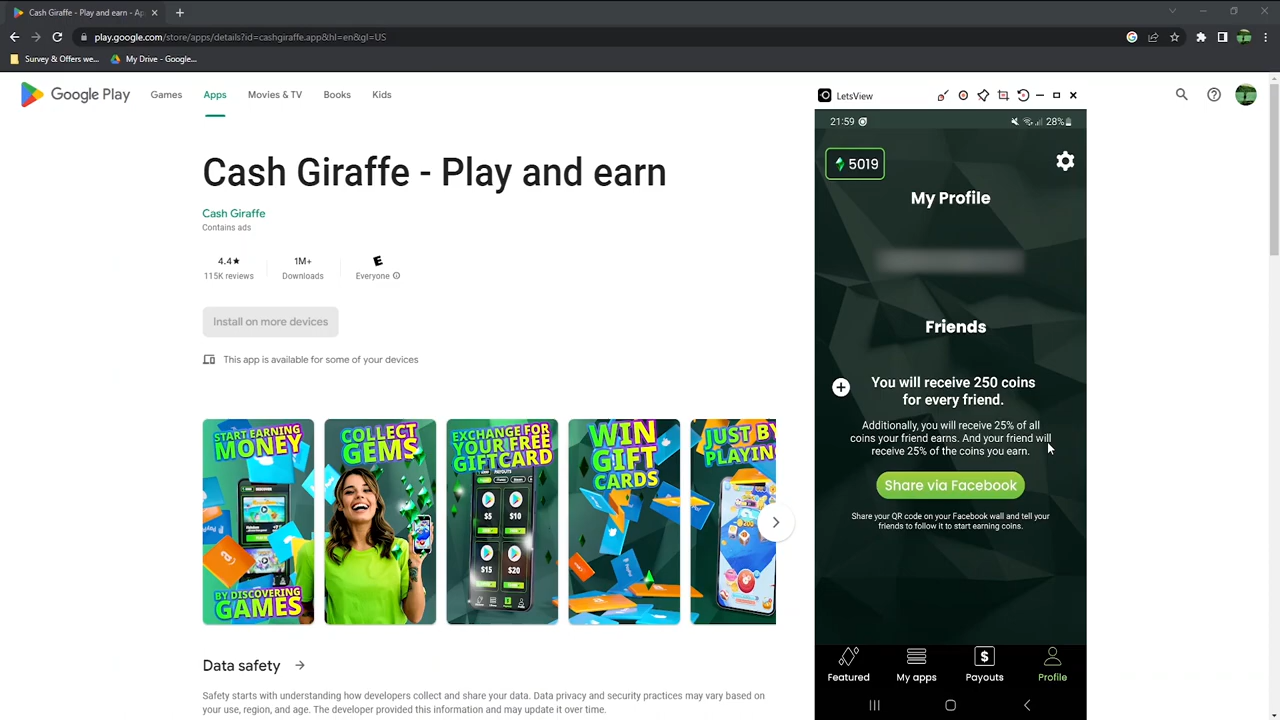 Cash Giraffe - Play and earn - Ap
play.google.com/store/apps/details?id=cashgiraffe.app&hl=en&gl=US
Survey & Offers we...
My Drive - Google...
Google Play
Games
Apps
Movies & TV
Books
Kids
Cash Giraffe - Play and earn
Cash Giraffe
Contains ads
4.4★
115K reviews
1M+
Downloads
E
Everyone
Install on more devices
This app is available for some of your devices
START EARNING
MONEY
BY DISCOVERING
GAMES
COLLECT
GEMS
EXCHANGE FOR
YOUR FREE
GIFTCARD
$5
$10
$15
$20
WIN
GIFT
CARDS
JUST BY
PLAYIN
Data safety
Safety starts with understanding how developers collect and share your data. Data privacy and security practices may vary based on
your use, region, and age. The developer provided this information and may update it over time.
LetsView
21:59
28%
5019
My Profile
Friends
You will receive 250 coins
for every friend.
Additionally, you will receive 25% of all
coins your friend earns. And your friend will
receive 25% of the coins you earn.
Share via Facebook
Share your QR code on your Facebook wall and tell your
friends to follow it to start earning coins.
Featured
My apps
Payouts
Profile